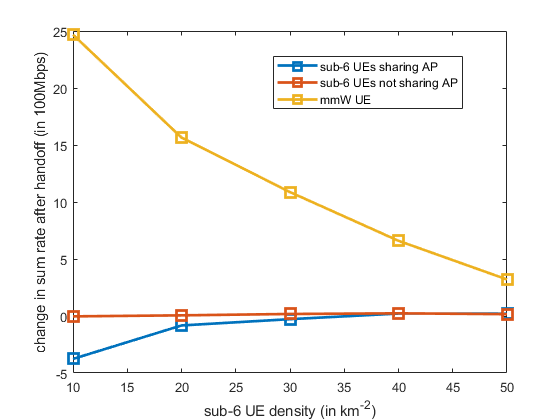 25
20
15
10
5
0
-5
change in sum rate after handoff (in 100Mbps)
sub-6 UEs sharing AP
sub-6 UEs not sharing AP
mmW UE
10 15 20 25 30 35 40 45 50
sub-6 UE density (in km⁻²)